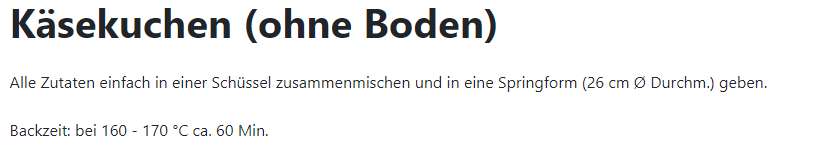 Käsekuchen (ohne Boden)
Alle Zutaten einfach in einer Schüssel zusammenmischen und in eine Springform (26 cm Ø Durchm.) geben.
Backzeit: bei 160 - 170 °C ca. 60 Min.